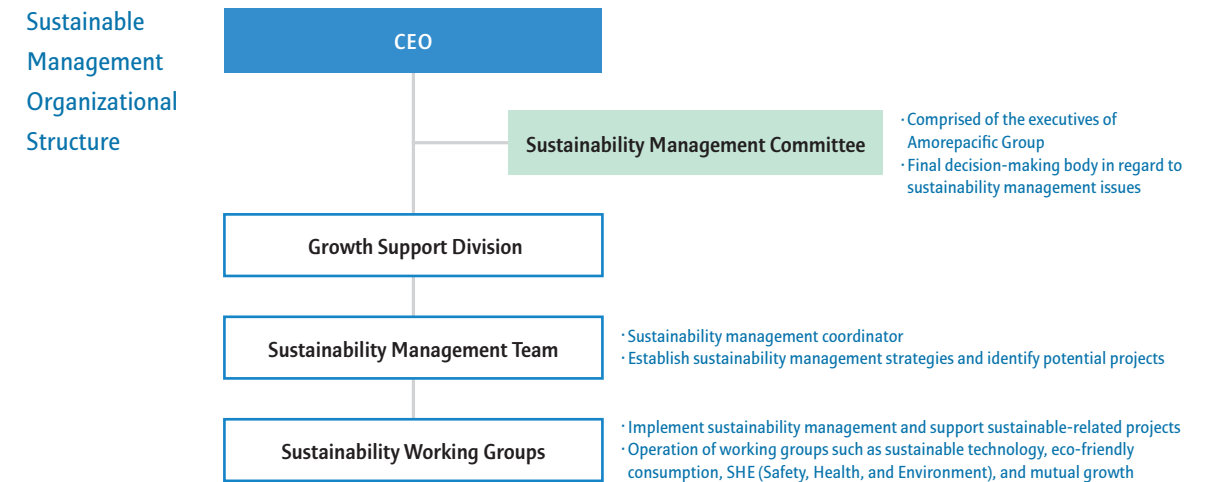 Sustainable
Management
Organizational
Structure
CEO
Sustainability Management Committee
· Comprised of the executives of
Amorepacific Group
· Final decision-making body in regard to
sustainability management issues
Growth Support Division
Sustainability Management Team
· Sustainability management coordinator
· Establish sustainability management strategies and identify potential projects
Sustainability Working Groups
· Implement sustainability management and support sustainable-related projects
· Operation of working groups such as sustainable technology, eco-friendly
consumption, SHE (Safety, Health, and Environment), and mutual growth